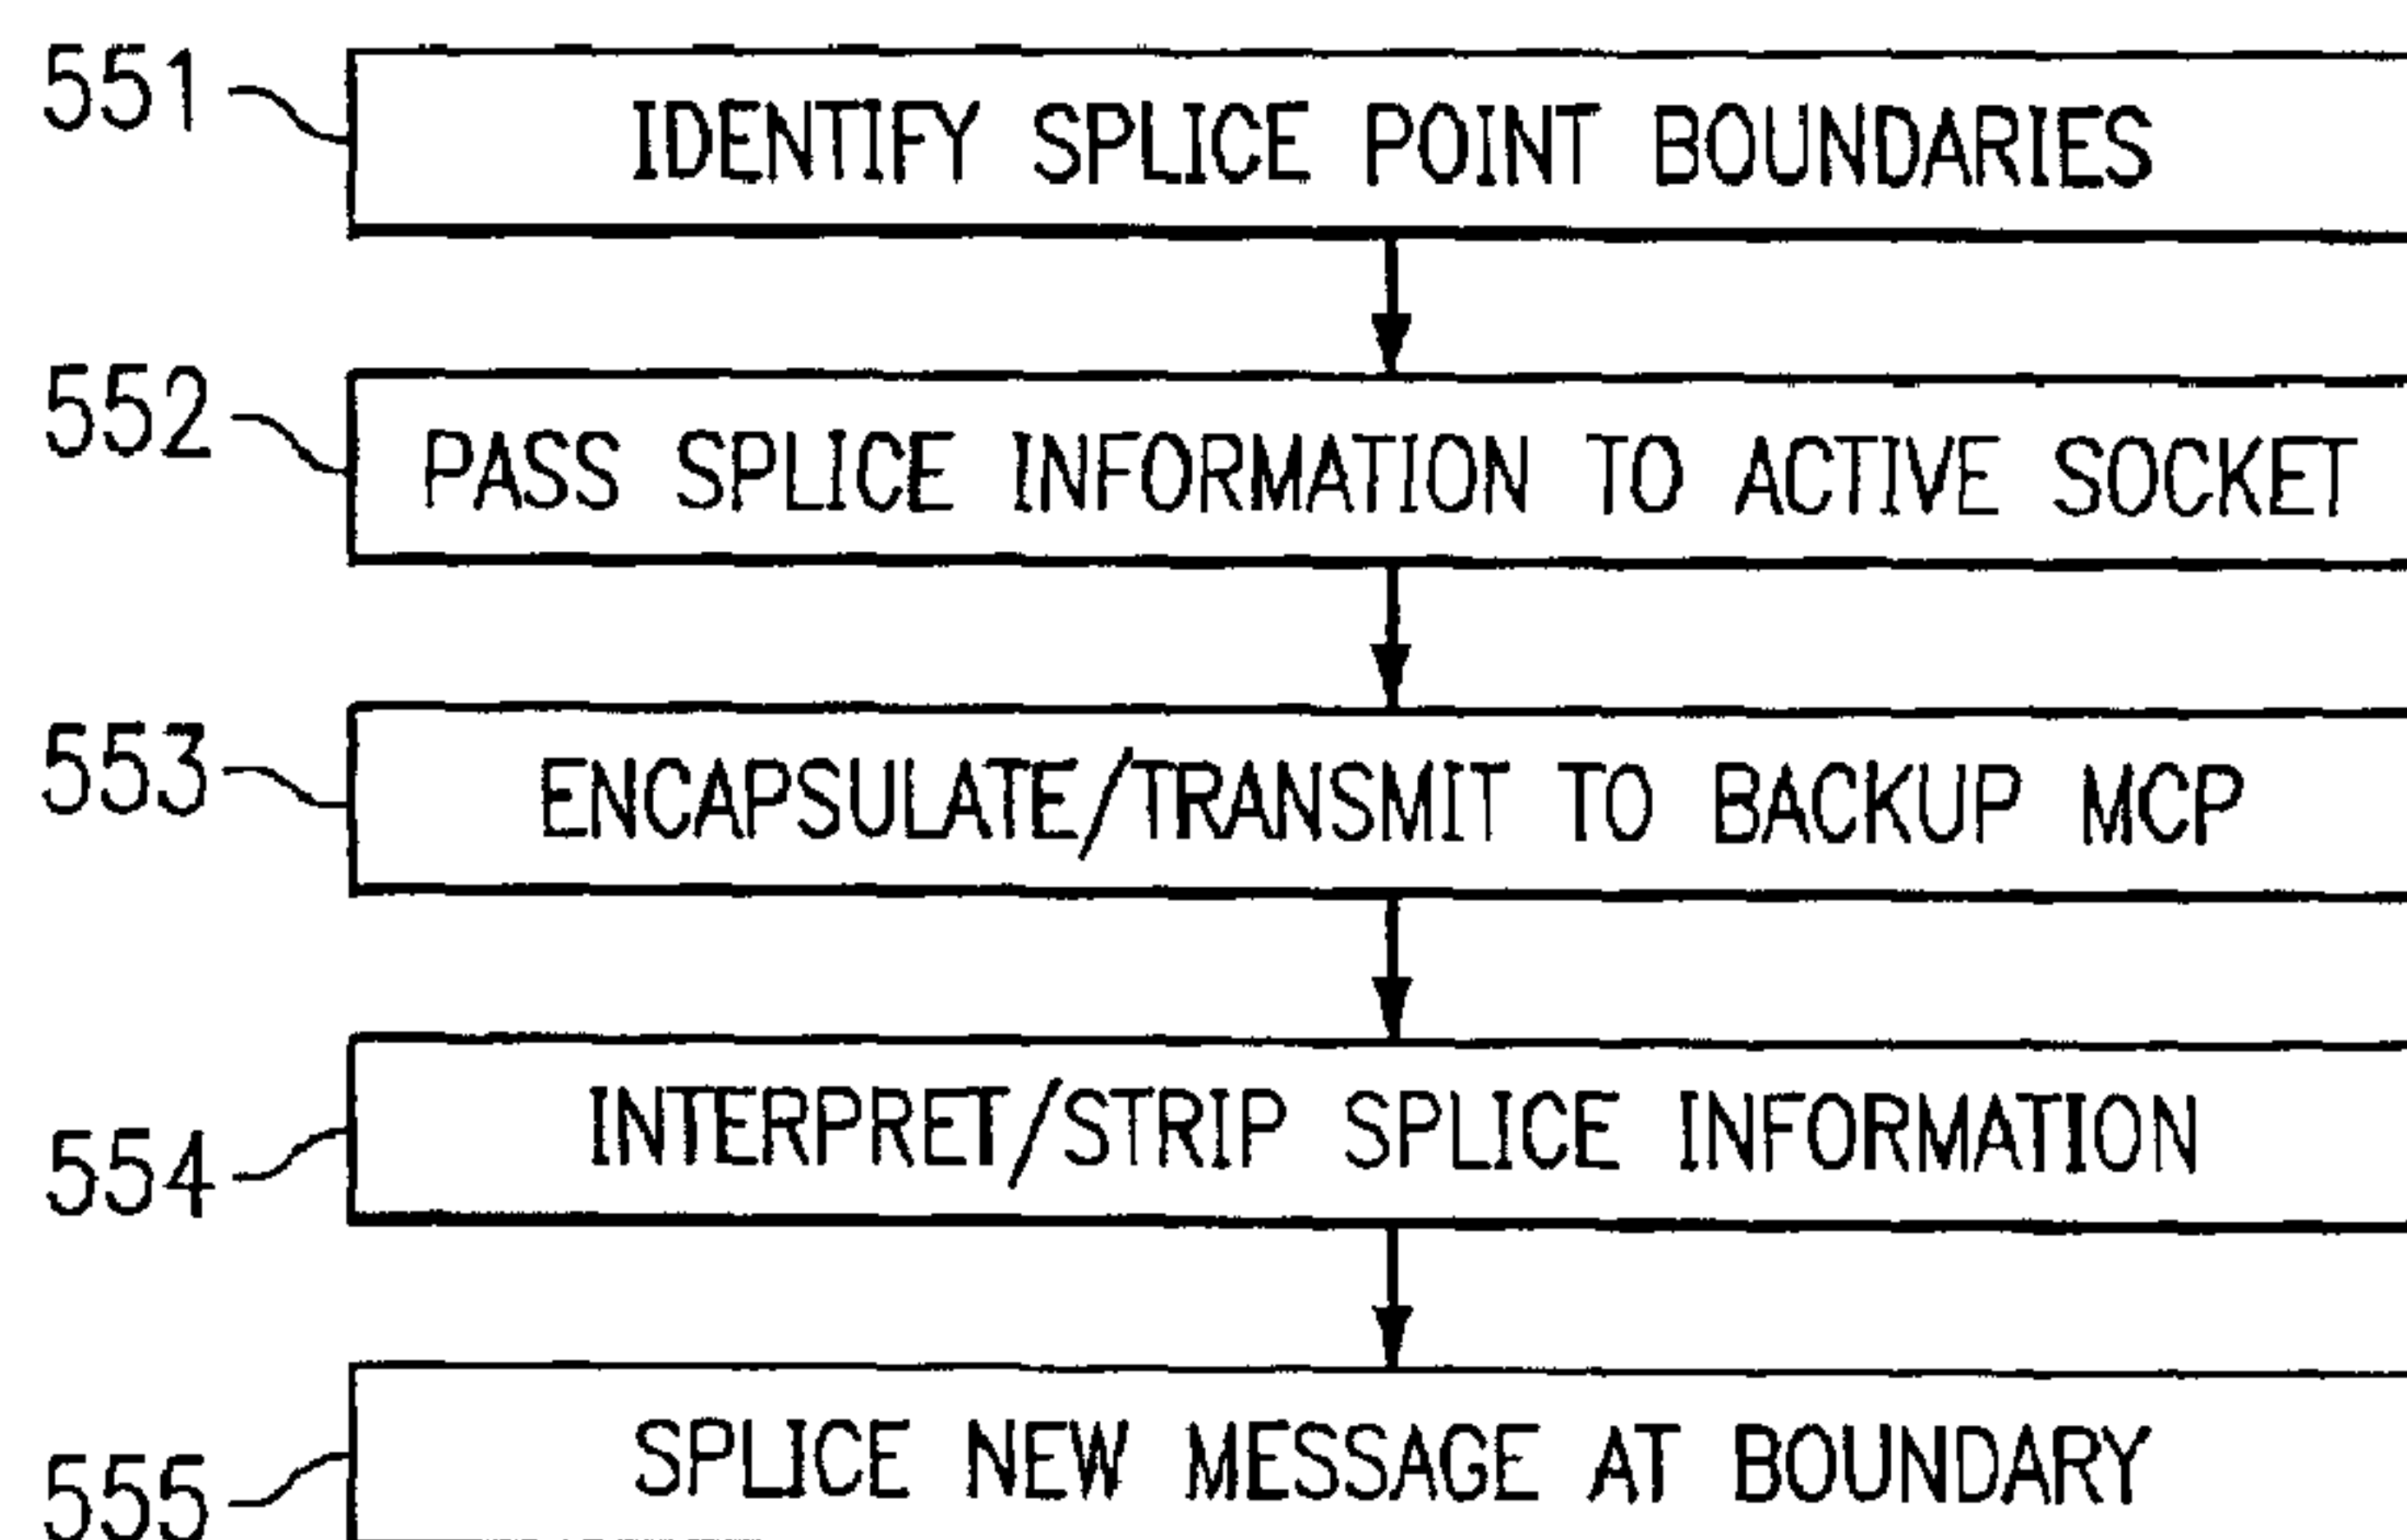 551
IDENTIFY SPLICE POINT BOUNDARIES
552
PASS SPLICE INFORMATION TO ACTIVE SOCKET
553
ENCAPSULATE/TRANSMIT TO BACKUP MCP
554
INTERPRET/STRIP SPLICE INFORMATION
555
SPLICE NEW MESSAGE AT BOUNDARY